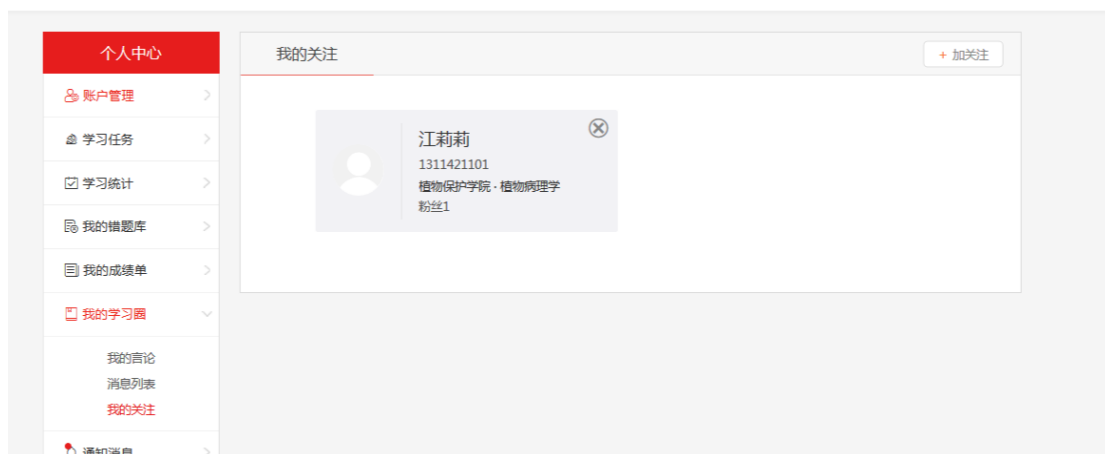 个人中心
账户管理
学习任务
学习统计
我的错题库
我的成绩单
我的学习圈
我的言论
消息列表
我的关注
通知消息
我的关注
+ 加关注
江莉莉
1311421101
植物保护学院 · 植物病理学
粉丝1